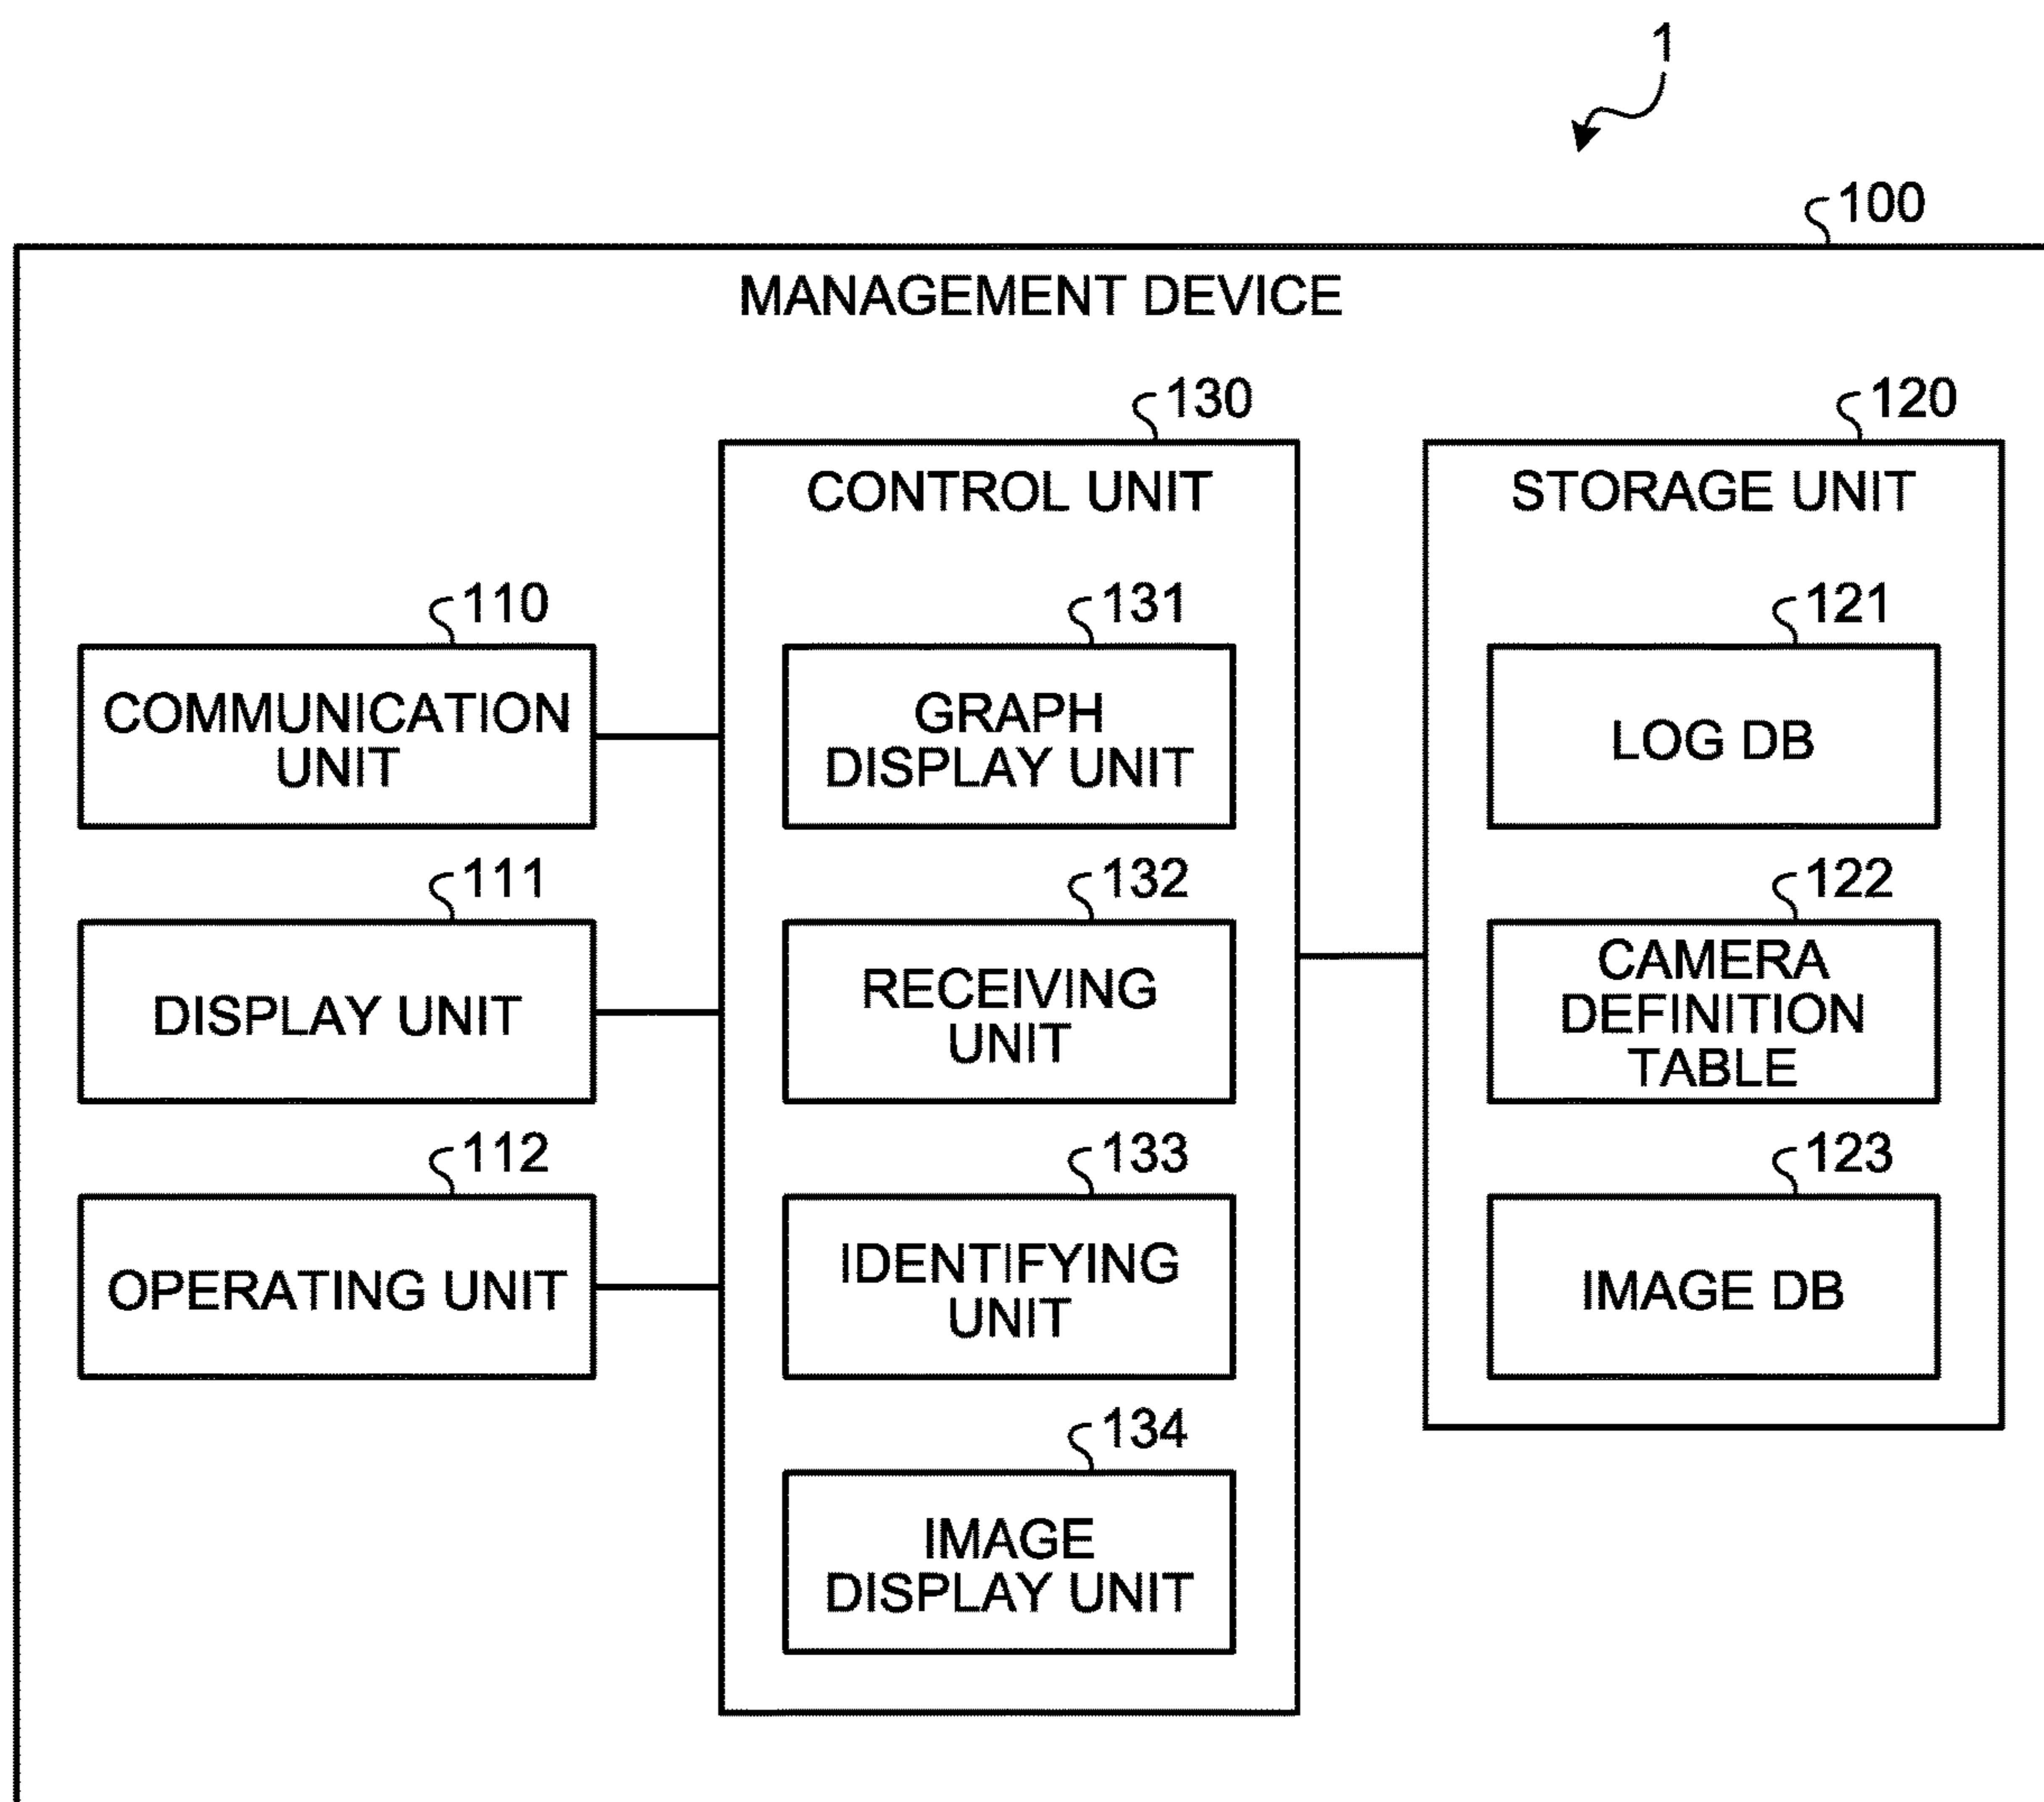 1
100
MANAGEMENT DEVICE
130
CONTROL UNIT
120
STORAGE UNIT
110
COMMUNICATION
UNIT
131
GRAPH
DISPLAY UNIT
121
LOG DB
111
DISPLAY UNIT
132
RECEIVING
UNIT
122
CAMERA
DEFINITION
TABLE
112
OPERATING UNIT
133
IDENTIFYING
UNIT
123
IMAGE DB
134
IMAGE
DISPLAY UNIT